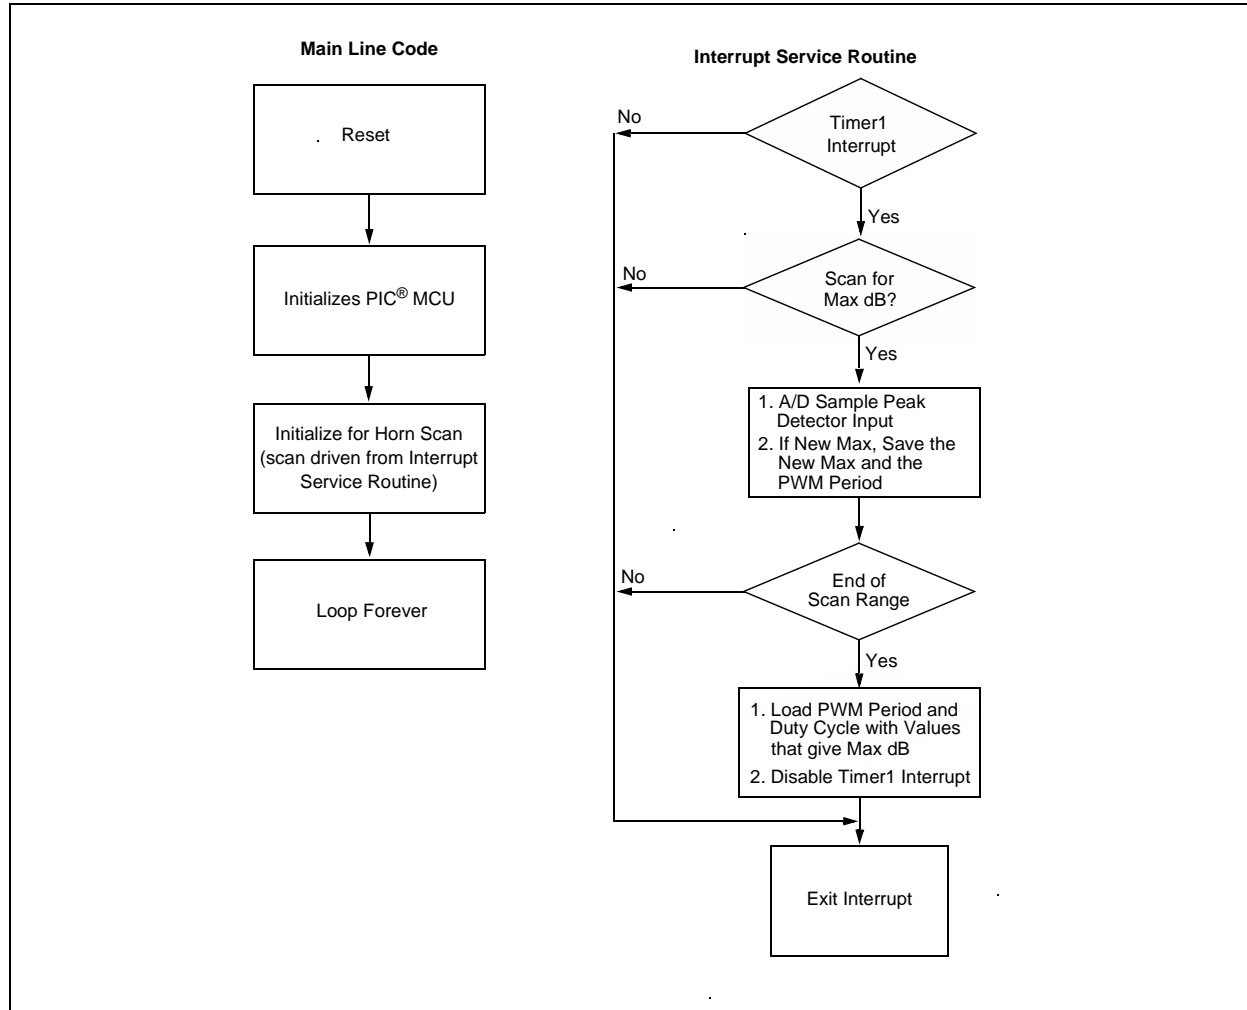 Main Line Code
Reset
Initializes PIC® MCU
Initialize for Horn Scan
(scan driven from Interrupt
Service Routine)
Loop Forever
Interrupt Service Routine
Timer1
Interrupt
No
Yes
Scan for
Max dB?
No
Yes
1. A/D Sample Peak
Detector Input
2. If New Max, Save the
New Max and the
PWM Period
End of
Scan Range
No
Yes
1. Load PWM Period and
Duty Cycle with Values
that give Max dB
2. Disable Timer1 Interrupt
Exit Interrupt